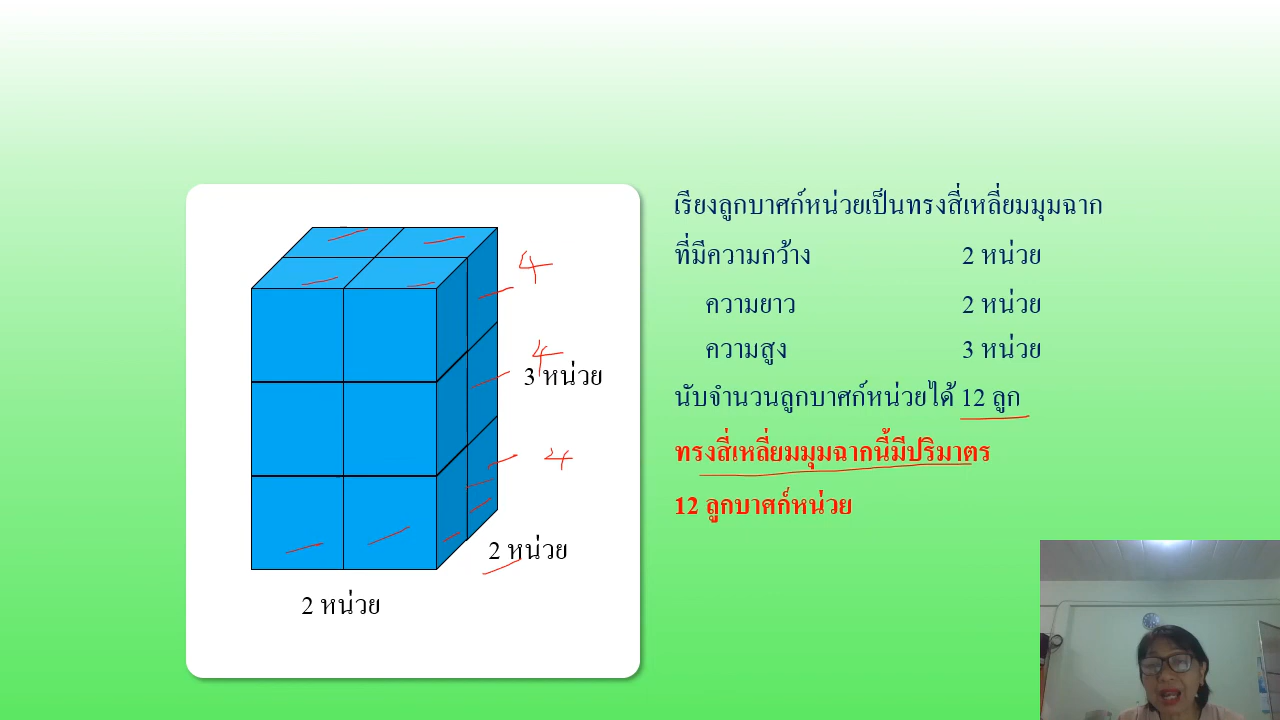 4
4
3 หน่วย
4
2 หน่วย
2 หน่วย
เรียงลูกบาศก์หน่วยเป็นทรงสี่เหลี่ยมมุมฉาก
ที่มีความกว้าง 2 หน่วย
ความยาว 2 หน่วย
ความสูง 3 หน่วย
นับจำนวนลูกบาศก์หน่วยได้ 12 ลูก
ทรงสี่เหลี่ยมมุมฉากนี้มีปริมาตร
12 ลูกบาศก์หน่วย